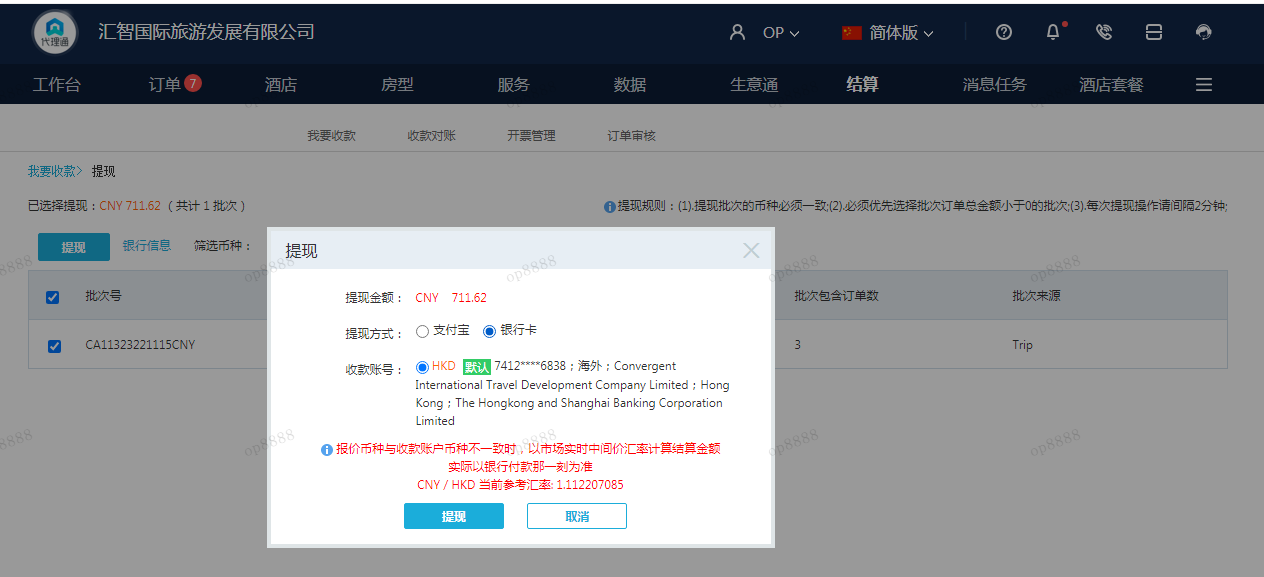 代理通
汇智国际旅游发展有限公司
OP
简体版
工作台
订单 7
酒店
房型
服务
数据
生意通
结算
消息任务
酒店套餐
我要收款
收款对账
开票管理
订单审核
我要收款> 提现
已选择提现：CNY 711.62 （ 共计 1 批次 ）
提现规则：(1).提现批次的币种必须一致;(2).必须优先选择批次订单总金额小于0的批次;(3).每次提现操作请间隔2分钟;
提现
银行信息
筛选币种：
批次号
批次包含订单数
批次来源
CA11323221115CNY
3
Trip
提现
提现金额： CNY 711.62
提现方式： 支付宝 银行卡
收款账号： HKD 默认 7412****6838；海外；Convergent
International Travel Development Company Limited；Hong
Kong；The Hongkong and Shanghai Banking Corporation
Limited
报价币种与收款账户币种不一致时，以市场实时中间价汇率计算结算金额
实际以银行付款那一刻为准
CNY / HKD 当前参考汇率: 1.112207085
提现
取消
op8888
op8888
op8888
op8888
op8888
op8888
op8888
op8888
op8888
op8888